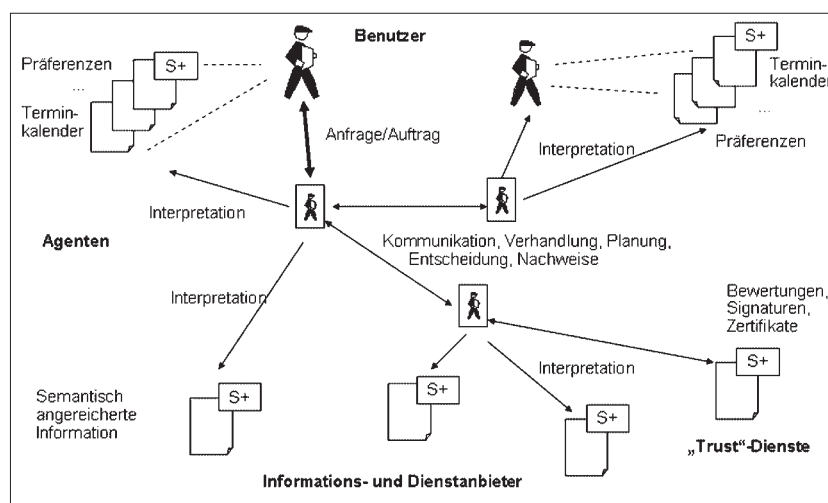 Benutzer
Präferenzen
S+
...
Termin-
kalender
S+
Termin-
kalender
...
Präferenzen
Anfrage/Auftrag
Interpretation
Interpretation
Agenten
Kommunikation, Verhandlung, Planung,
Entscheidung, Nachweise
Interpretation
Bewertungen,
Signaturen,
Zertifikate
S+
Interpretation
Semantisch
angereicherte
Information
S+
S+
S+
„Trust“-Dienste
Informations- und Dienstanbieter